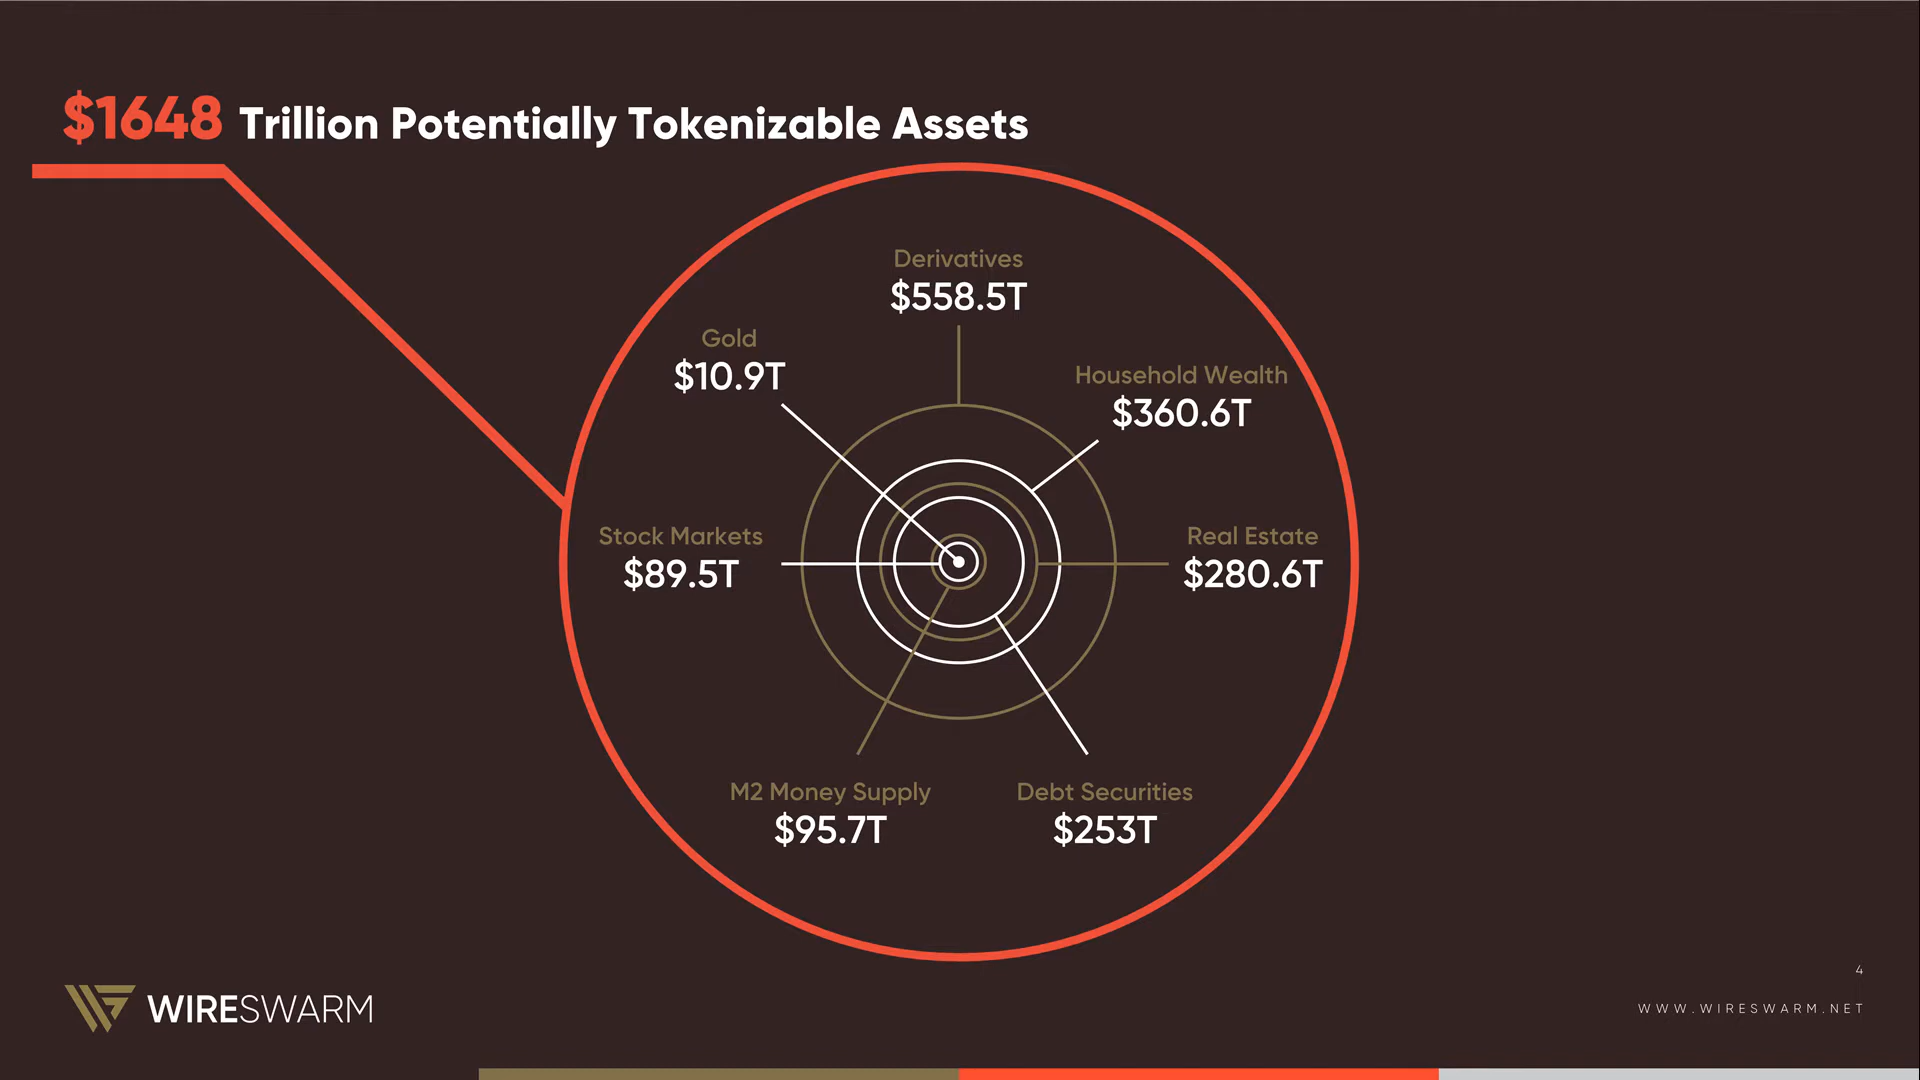 $1648 Trillion Potentially Tokenizable Assets
Derivatives
$558.5T
Gold
$10.9T
Household Wealth
$360.6T
Stock Markets
$89.5T
Real Estate
$280.6T
M2 Money Supply
$95.7T
Debt Securities
$253T
4
WIRESWARM
WWW.WIRESWARM.NET